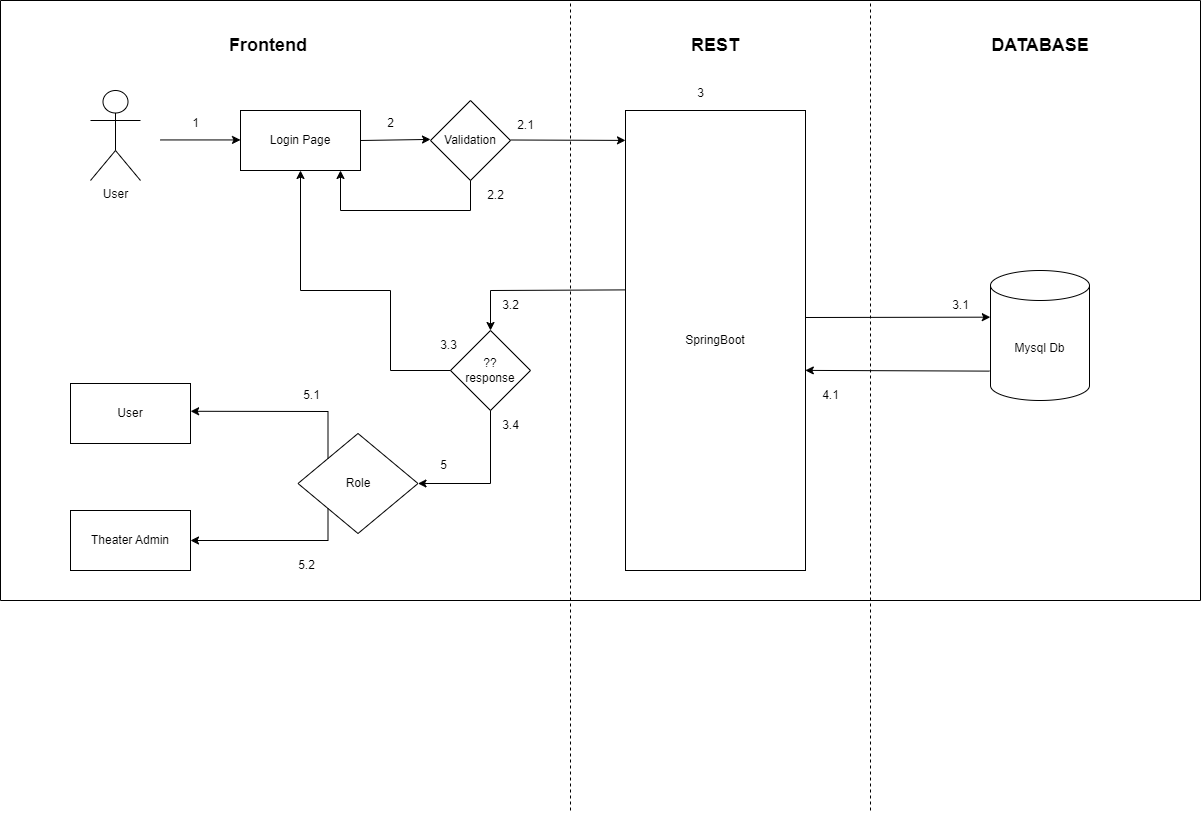 Frontend
REST
DATABASE
3
1
2
2.1
Login Page
Validation
User
2.2
3.2
3.1
3.3
SpringBoot
Mysql Db
??
response
5.1
4.1
User
3.4
5
Role
Theater Admin
5.2